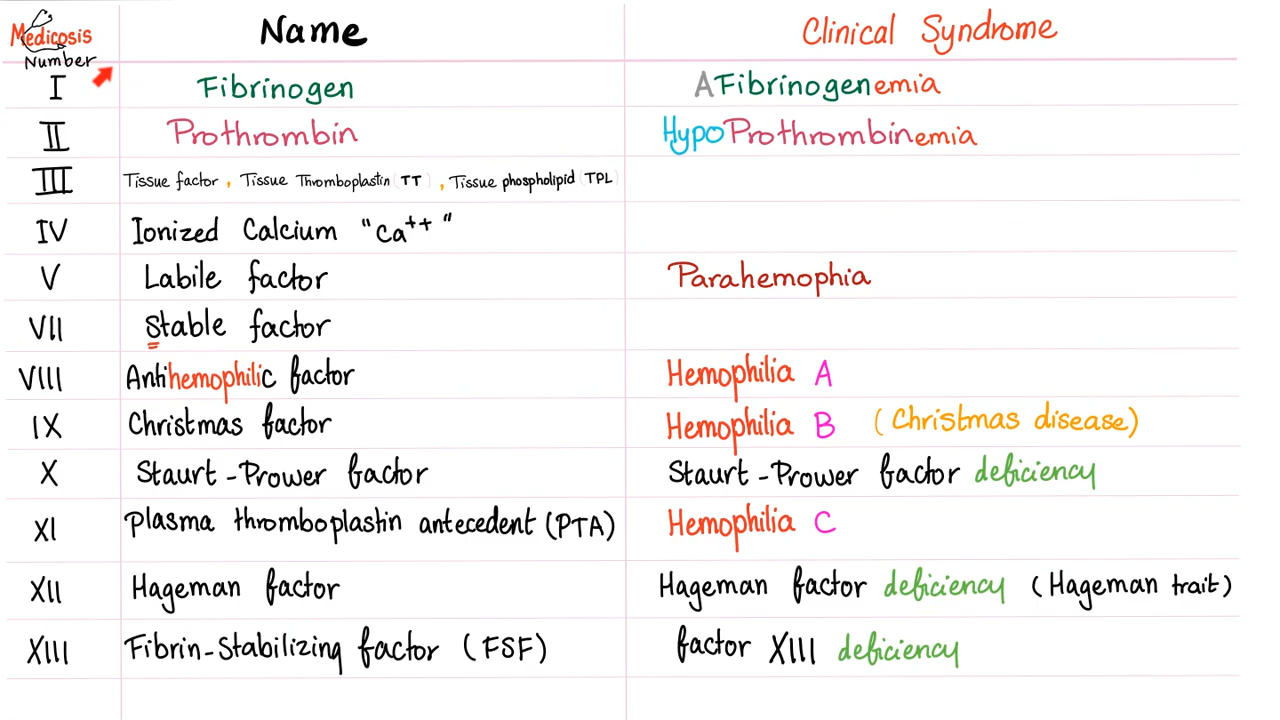 Medicosis
Number Name Clinical Syndrome
I Fibrinogen AFibrinogenemia
II Prothrombin HypoProthrombinemia
III Tissue factor, Tissue Thromboplastin (TT), Tissue phospholipid (TPL)
IV Ionized Calcium "Ca++"
V Labile factor Parahemophia
VII Stable factor
VIII Antihemophilic factor Hemophilia A
IX Christmas factor Hemophilia B (Christmas disease)
X Staurt-Prower factor Staurt-Prower factor deficiency
XI Plasma thromboplastin antecedent (PTA) Hemophilia C
XII Hageman factor Hageman factor deficiency (Hageman trait)
XIII Fibrin-Stabilizing factor (FSF) factor XIII deficiency